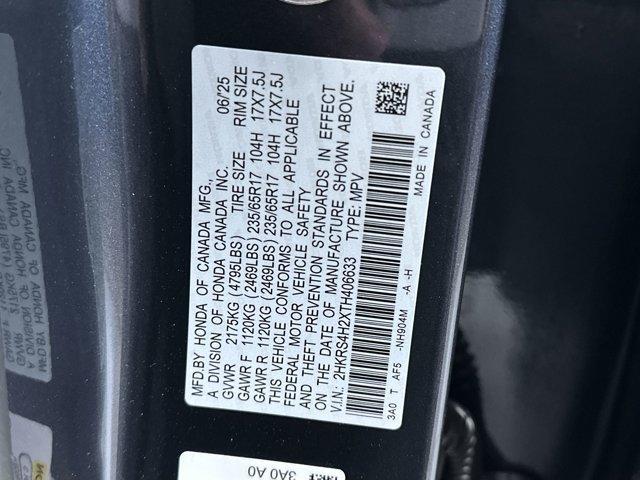 MFD.BY HONDA OF CANADA MFG., 06/25
A DIVISION OF HONDA CANADA INC.
GVWR 2175KG (4795LBS) TIRE SIZE RIM SIZE
GAWR F 1120KG (2469LBS) 235/65R17 104H 17X7.5J
GAWR R 1120KG (2469LBS) 235/65R17 104H 17X7.5J
THIS VEHICLE CONFORMS TO ALL APPLICABLE
FEDERAL MOTOR VEHICLE SAFETY
AND THEFT PREVENTION STANDARDS IN EFFECT
ON THE DATE OF MANUFACTURE SHOWN ABOVE.
V.I.N.: 2HKRS4H2XTH406633 TYPE: MPV
3A0 T AF5 -NH904M -A -H MADE IN CANADA
3A0 A0